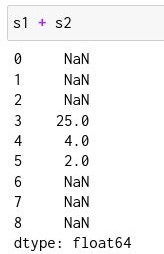 s1 + s2
0 NaN
1 NaN
2 NaN
3 25.0
4 4.0
5 2.0
6 NaN
7 NaN
8 NaN
dtype: float64